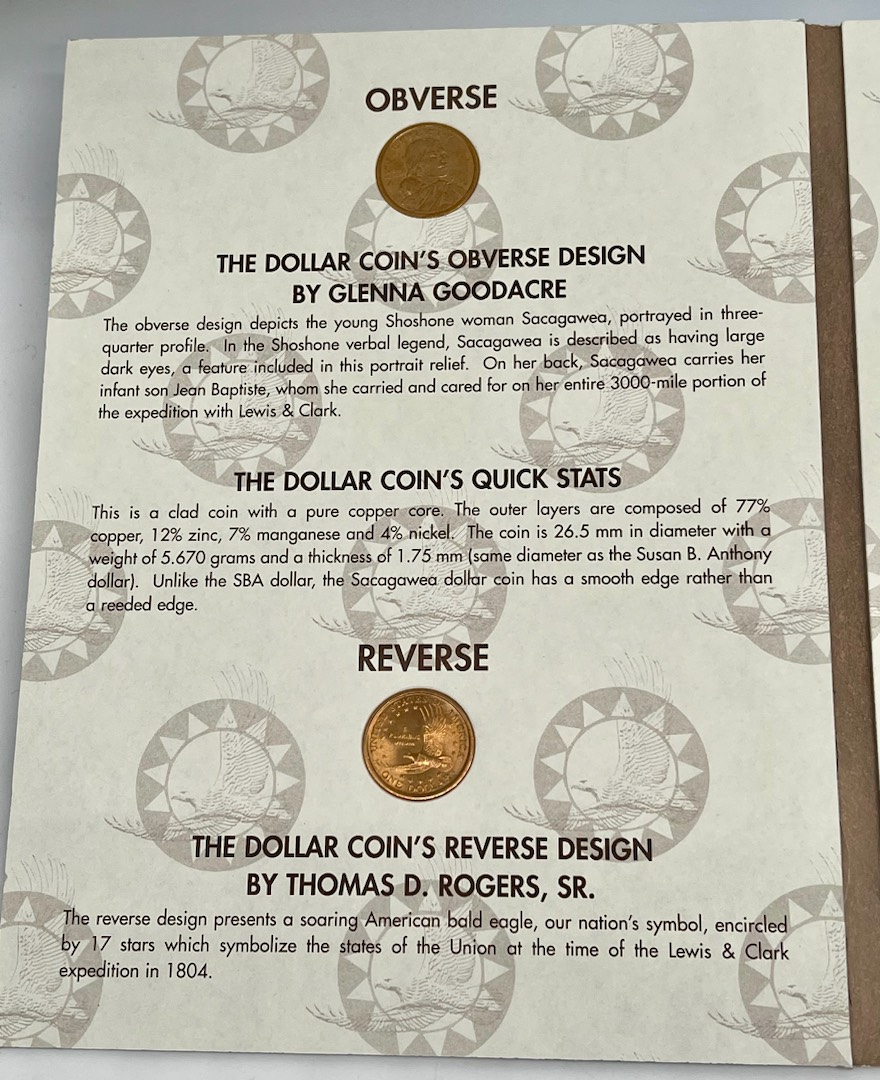 OBVERSE
THE DOLLAR COIN'S OBVERSE DESIGN
BY GLENNA GOODACRE
The obverse design depicts the young Shoshone woman Sacagawea, portrayed in three-
quarter profile. In the Shoshone verbal legend, Sacagawea is described as having large
dark eyes, a feature included in this portrait relief. On her back, Sacagawea carries her
infant son Jean Baptiste, whom she carried and cared for on her entire 3000-mile portion of
the expedition with Lewis & Clark.
THE DOLLAR COIN'S QUICK STATS
This is a clad coin with a pure copper core. The outer layers are composed of 77%
copper, 12% zinc, 7% manganese and 4% nickel. The coin is 26.5 mm in diameter with a
weight of 5.670 grams and a thickness of 1.75 mm (same diameter as the Susan B. Anthony
dollar). Unlike the SBA dollar, the Sacagawea dollar coin has a smooth edge rather than
a reeded edge.
REVERSE
UNITED STATES OF AMERICA
E PLURIBUS
UNUM
ONE DOLLAR
THE DOLLAR COIN'S REVERSE DESIGN
BY THOMAS D. ROGERS, SR.
The reverse design presents a soaring American bald eagle, our nation's symbol, encircled
by 17 stars which symbolize the states of the Union at the time of the Lewis & Clark
expedition in 1804.